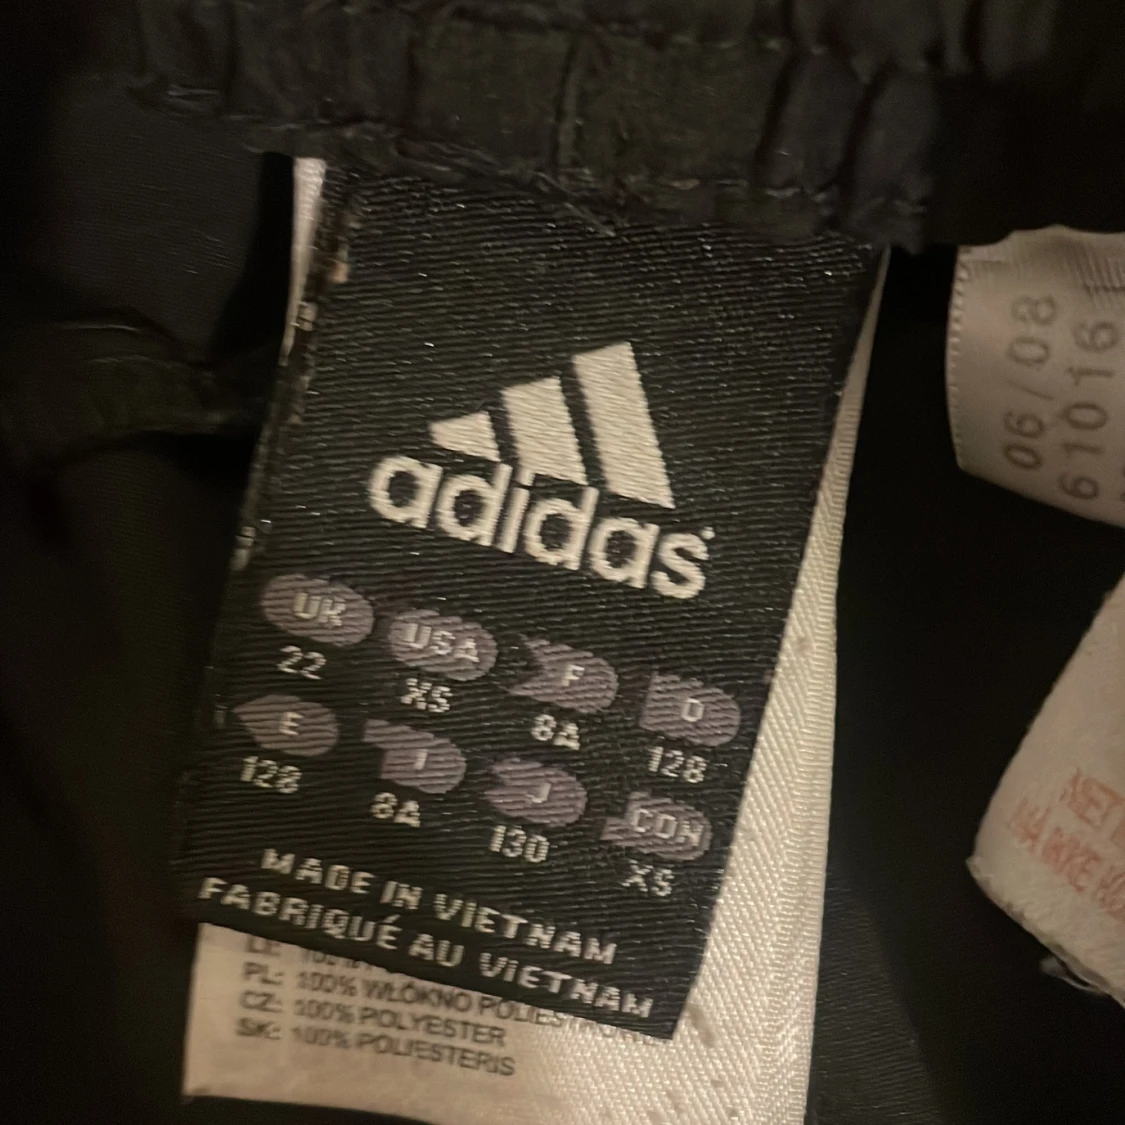 adidas
UK USA F D
22 XS 8A 128
E I J CDN
128 8A 130 XS
MADE IN VIETNAM
FABRIQUÉ AU VIETNAM
PL: 100% WŁÓKNO
CZ: 100% POLYESTER
SK: 100% POLIESTERIS
06/08
61016